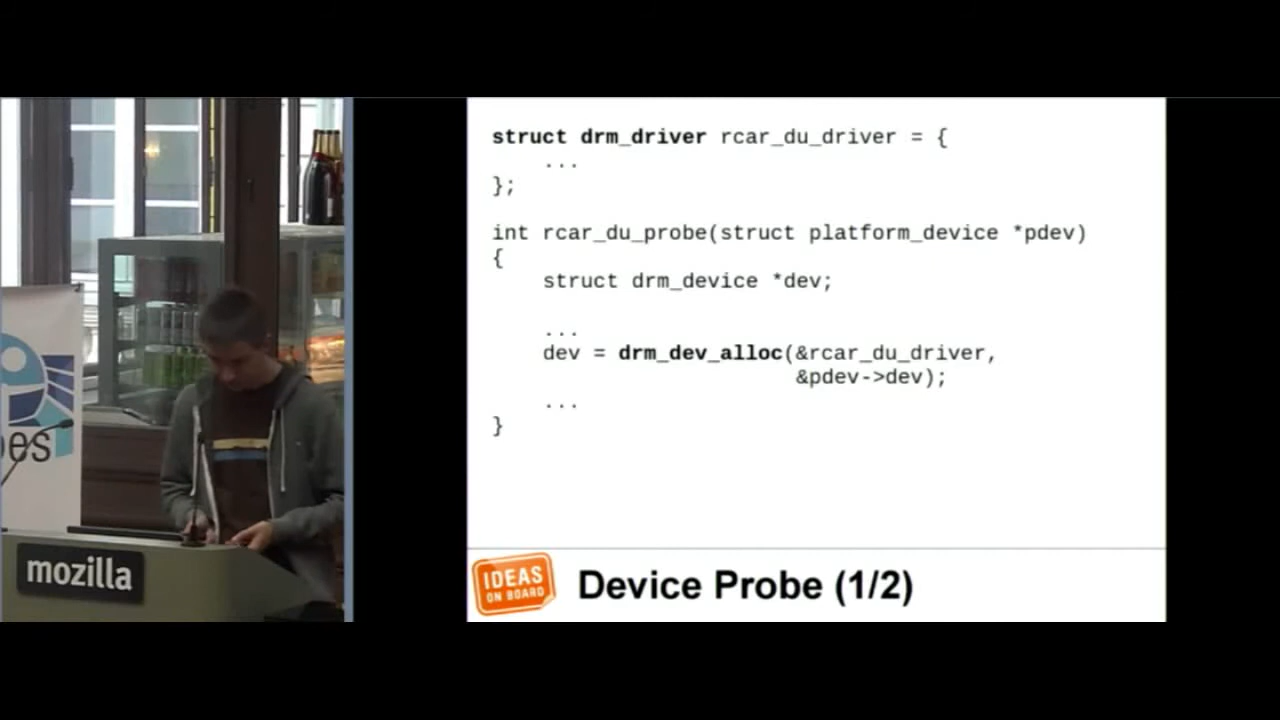 struct drm_driver rcar_du_driver = {
    ...
};
int rcar_du_probe(struct platform_device *pdev)
{
    struct drm_device *dev;
    ...
    dev = drm_dev_alloc(&rcar_du_driver,
                        &pdev->dev);
    ...
}
IDEAS
ON BOARD
Device Probe (1/2)
mozilla